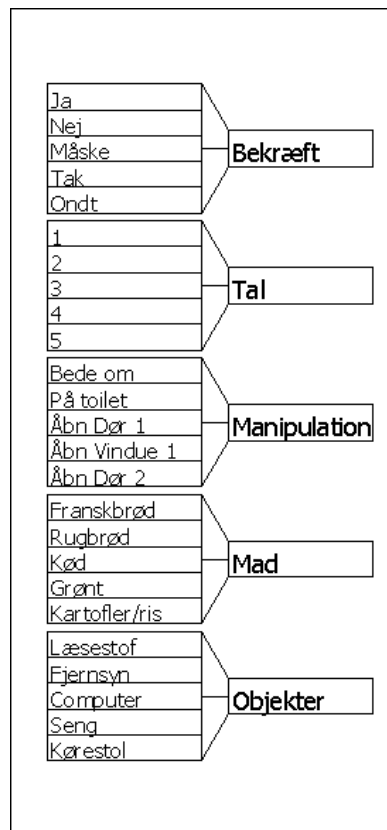 Ja
Nej
Måske
Tak
Ondt
Bekræft
1
2
3
4
5
Tal
Bede om
På toilet
Åbn Dør 1
Åbn Vindue 1
Åbn Dør 2
Manipulation
Franskbrød
Rugbrød
Kød
Grønt
Kartofler/ris
Mad
Læsestof
Fjernsyn
Computer
Seng
Kørestol
Objekter